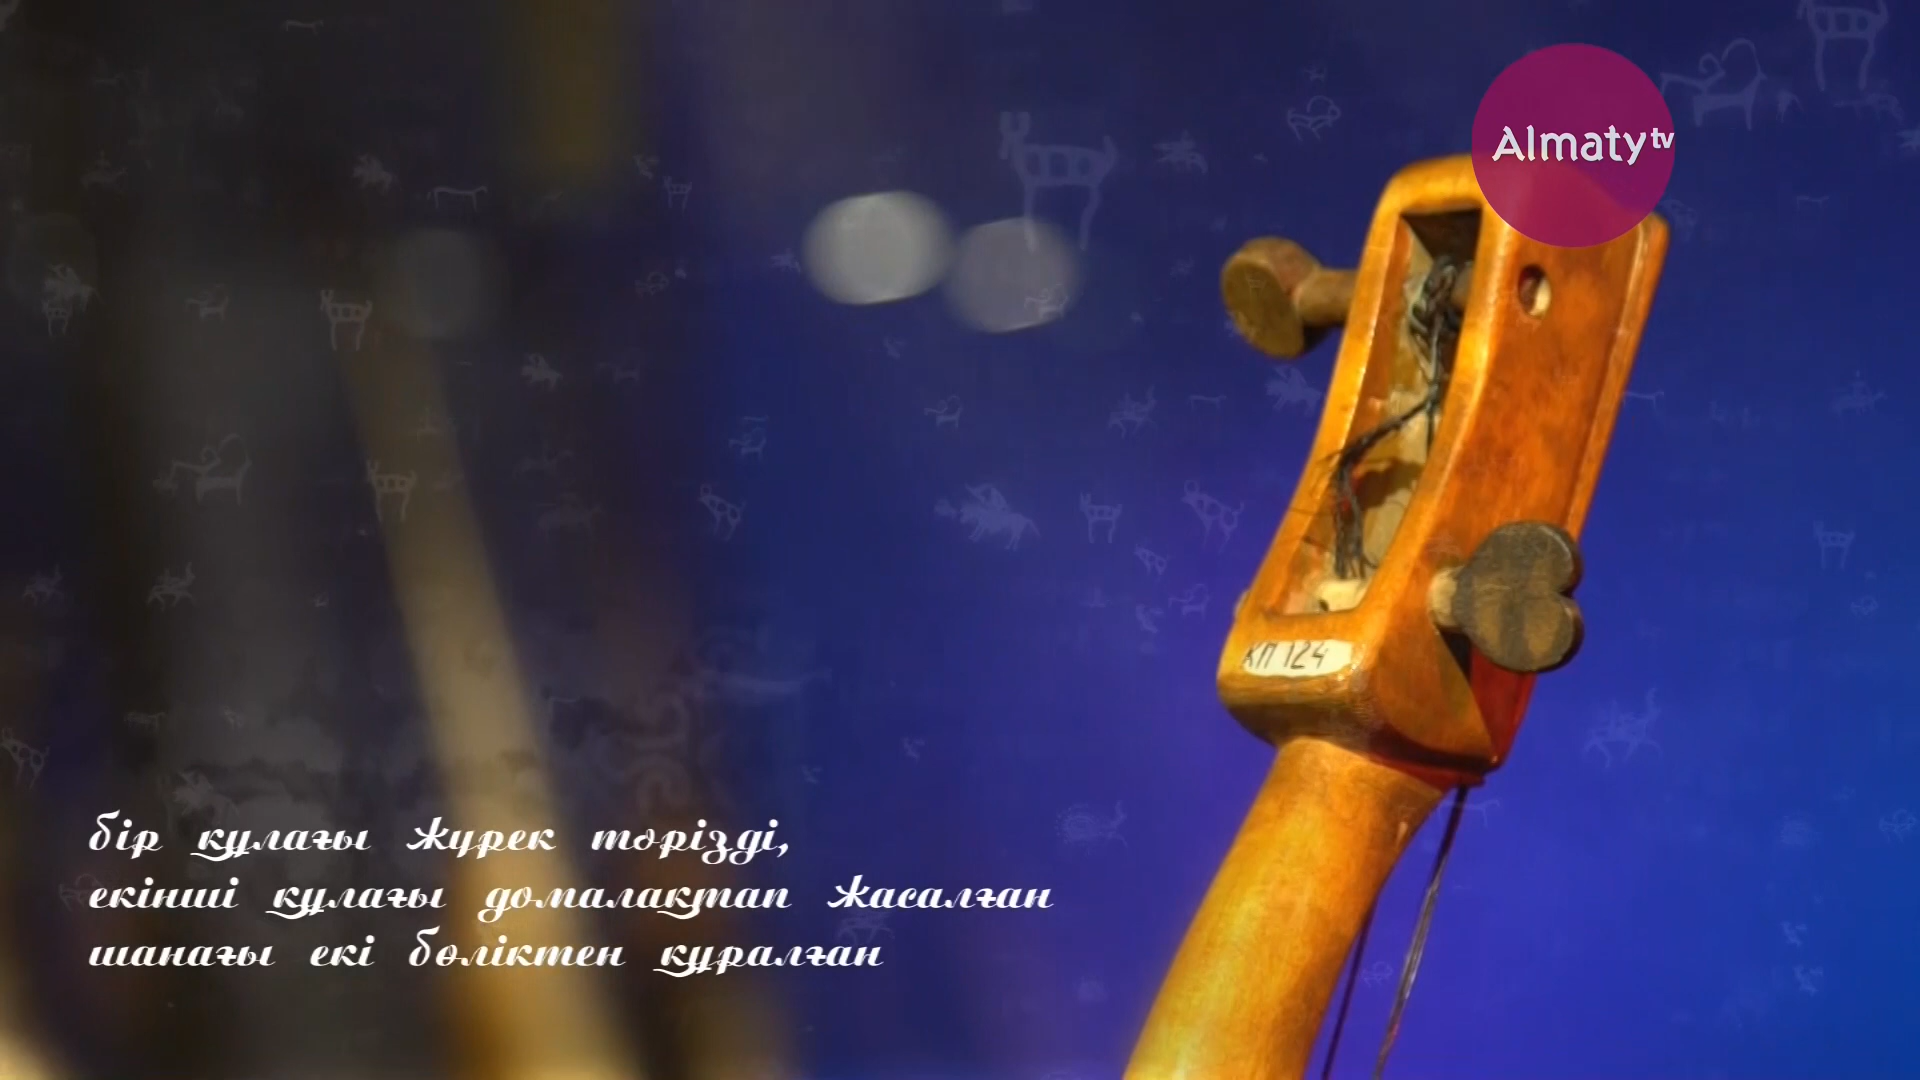 Almaty tv
КП 124
бір құлағы жүрек тәрізді,
екінші құлағы домалақтап жасалған
шанағы екі бөліктен құралған